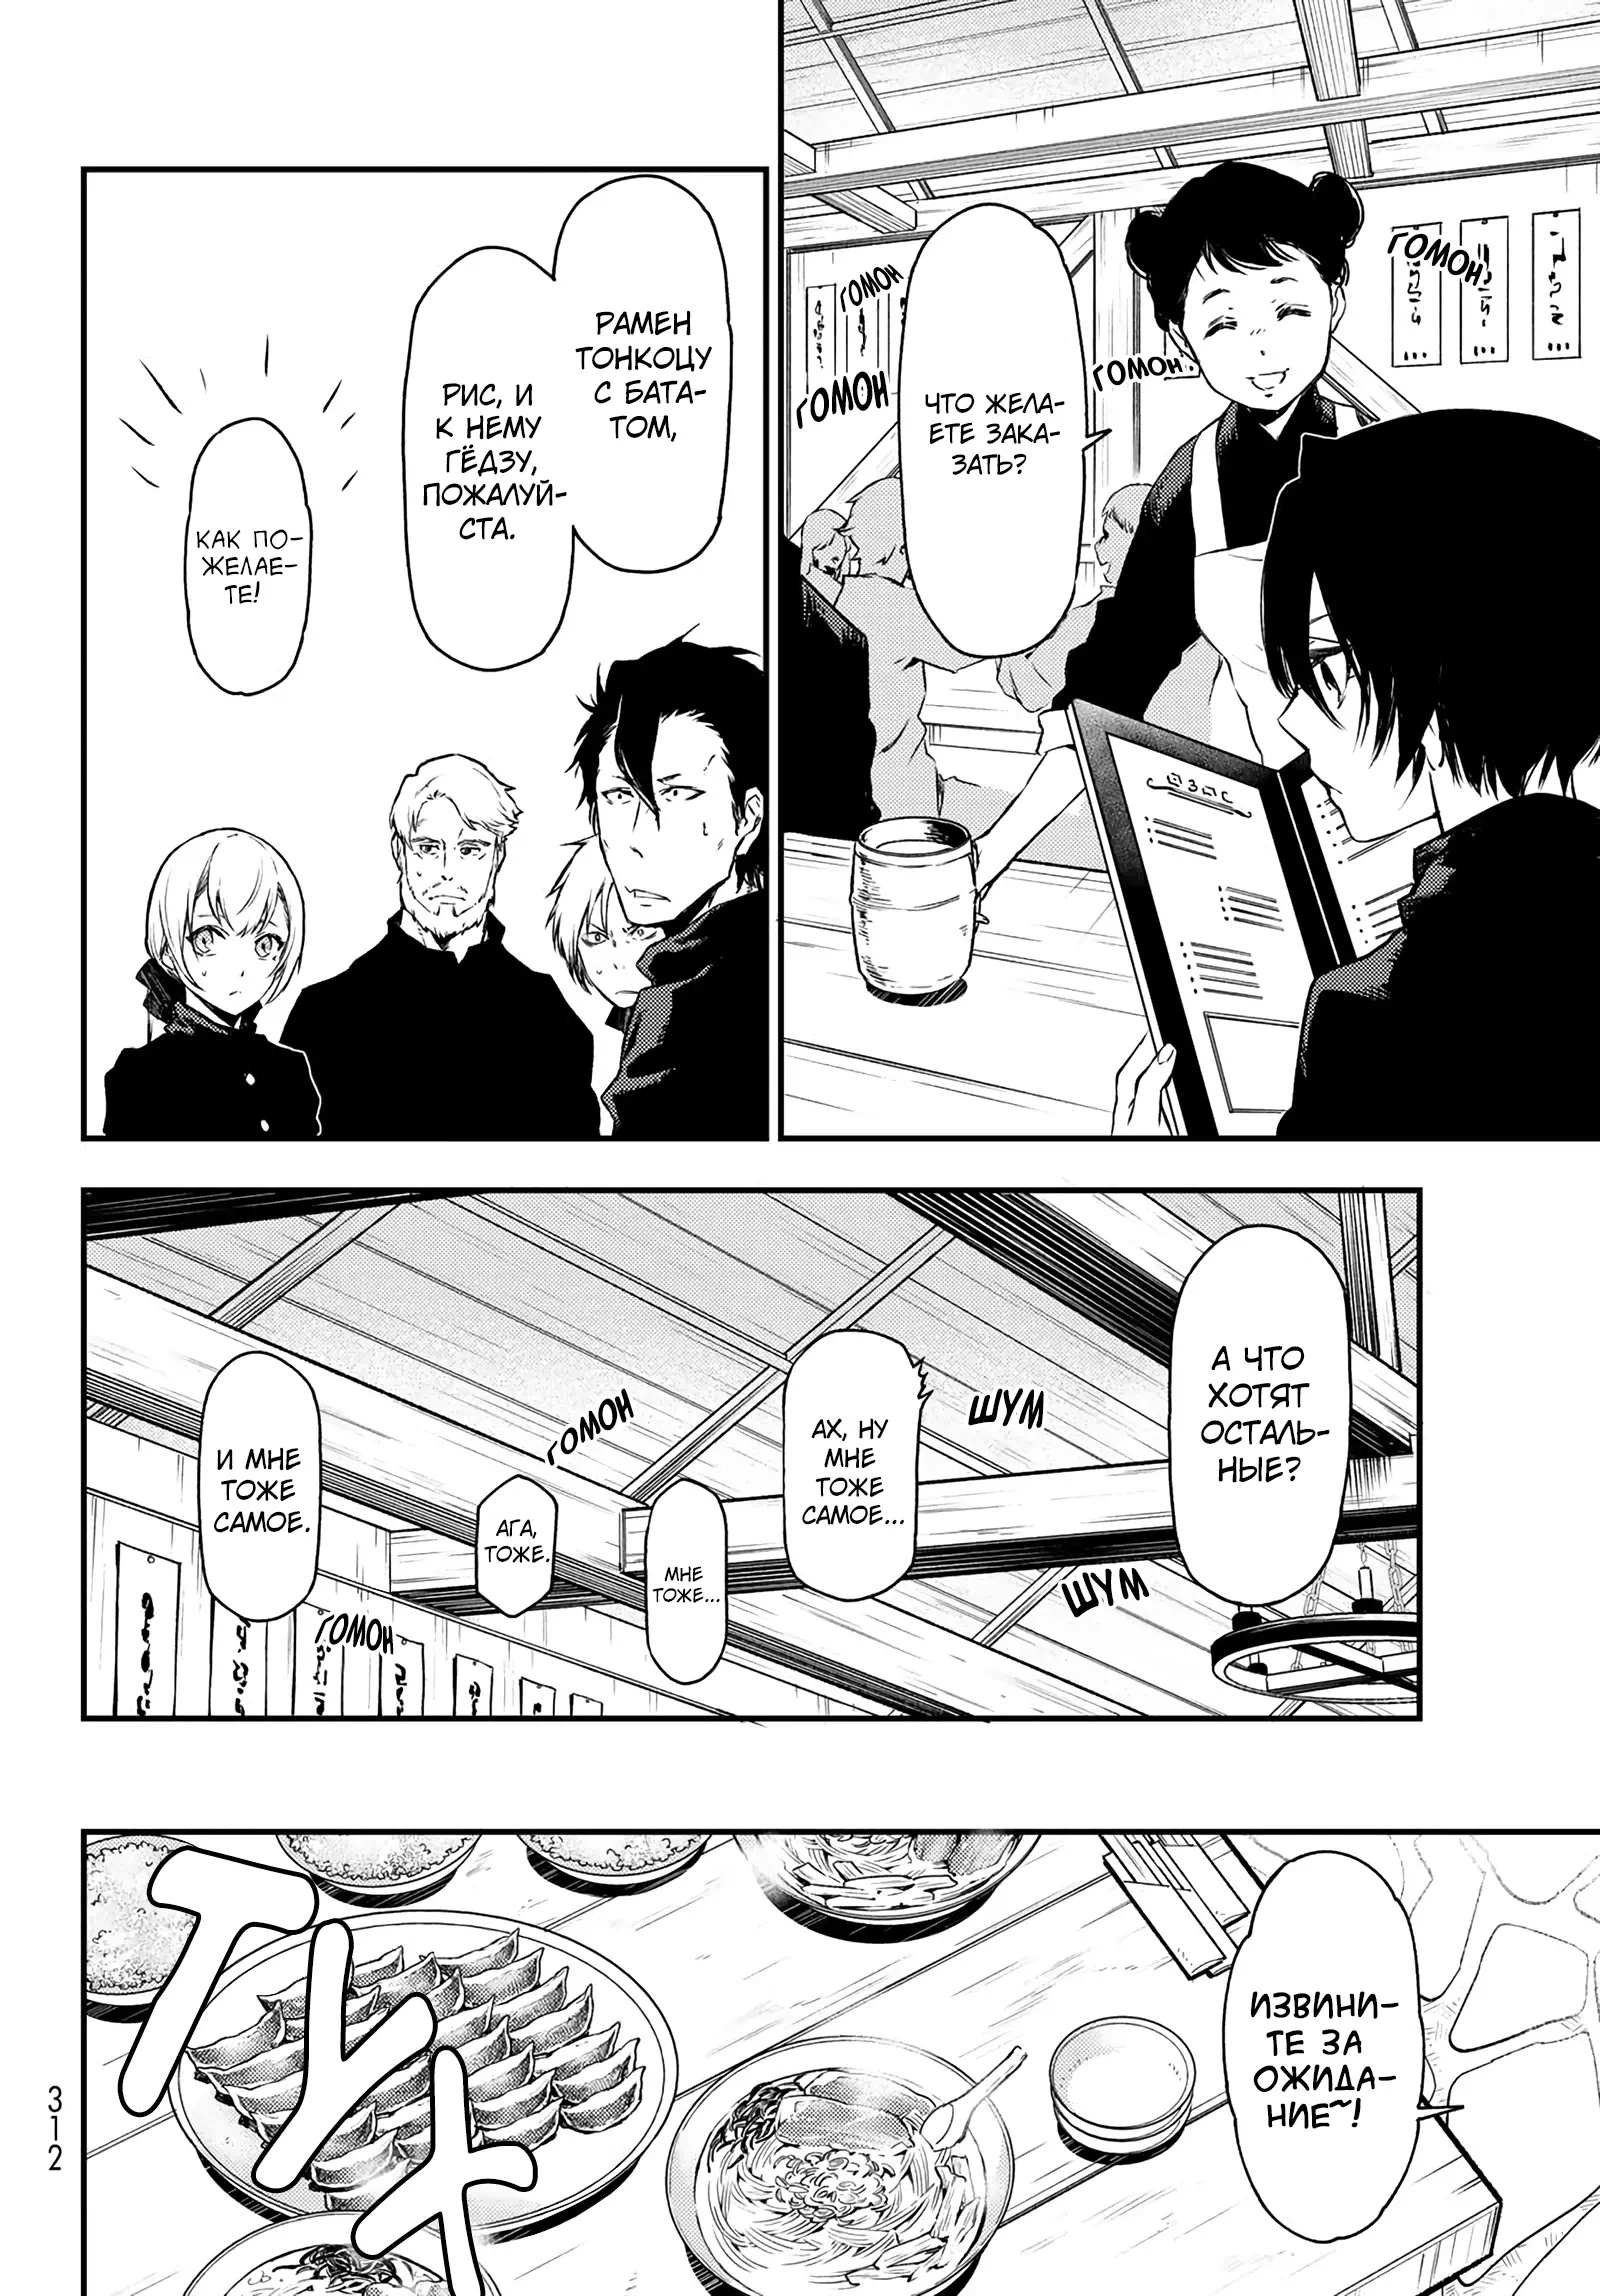 ГОМОН
ГОМОН
ГОМОН
ГОМОН
ЧТО ЖЕЛА-
ЕТЕ ЗАКА-
ЗАТЬ?
РАМЕН
ТОНКОЦУ
С БАТА-
ТОМ,
РИС, И
К НЕМУ
ГЁДЗУ,
ПОЖАЛУЙ-
СТА.
КАК ПО-
ЖЕЛАЕ-
ТЕ!
А ЧТО
ХОТЯТ
ОСТАЛЬ-
НЫЕ?
ШУМ
ШУМ
АХ, НУ
МНЕ
ТОЖЕ
САМОЕ...
МНЕ
ТОЖЕ...
АГА,
ТОЖЕ.
ГОМОН
ГОМОН
И МНЕ
ТОЖЕ
САМОЕ.
ИЗВИНИ-
ТЕ ЗА
ОЖИДА-
НИЕ~!
ТУК
312